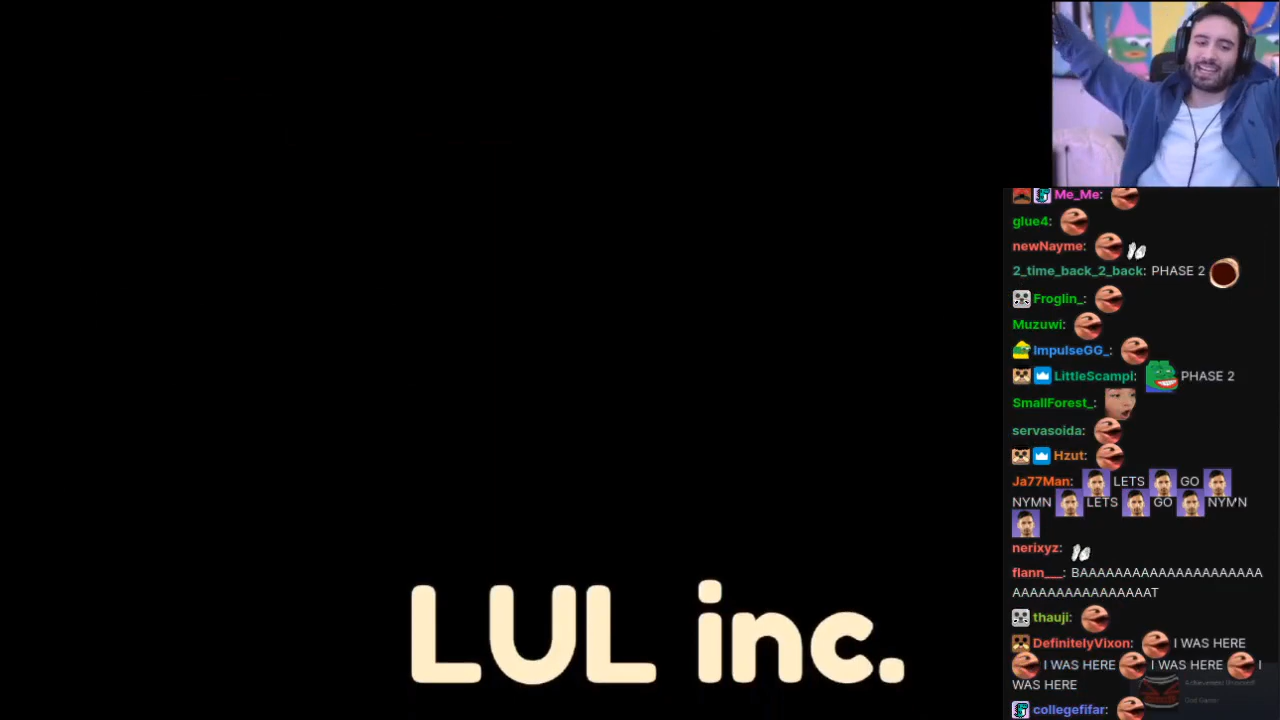 Me_Me:
glue4:
newNayme:
2_time_back_2_back: PHASE 2
Froglin_:
Muzuwi:
ImpulseGG_:
LittleScampi: PHASE 2
SmallForest_:
servasoida:
Hzut:
Ja77Man: LETS GO
NYMN LETS GO NYMN
nerixyz:
flann___: BAAAAAAAAAAAAAAAAAAAAA
AAAAAAAAAAAAAAAAT
thauji:
DefinitelyVixon: I WAS HERE
I WAS HERE I WAS HERE I
WAS HERE
collegefifar:
LUL inc.